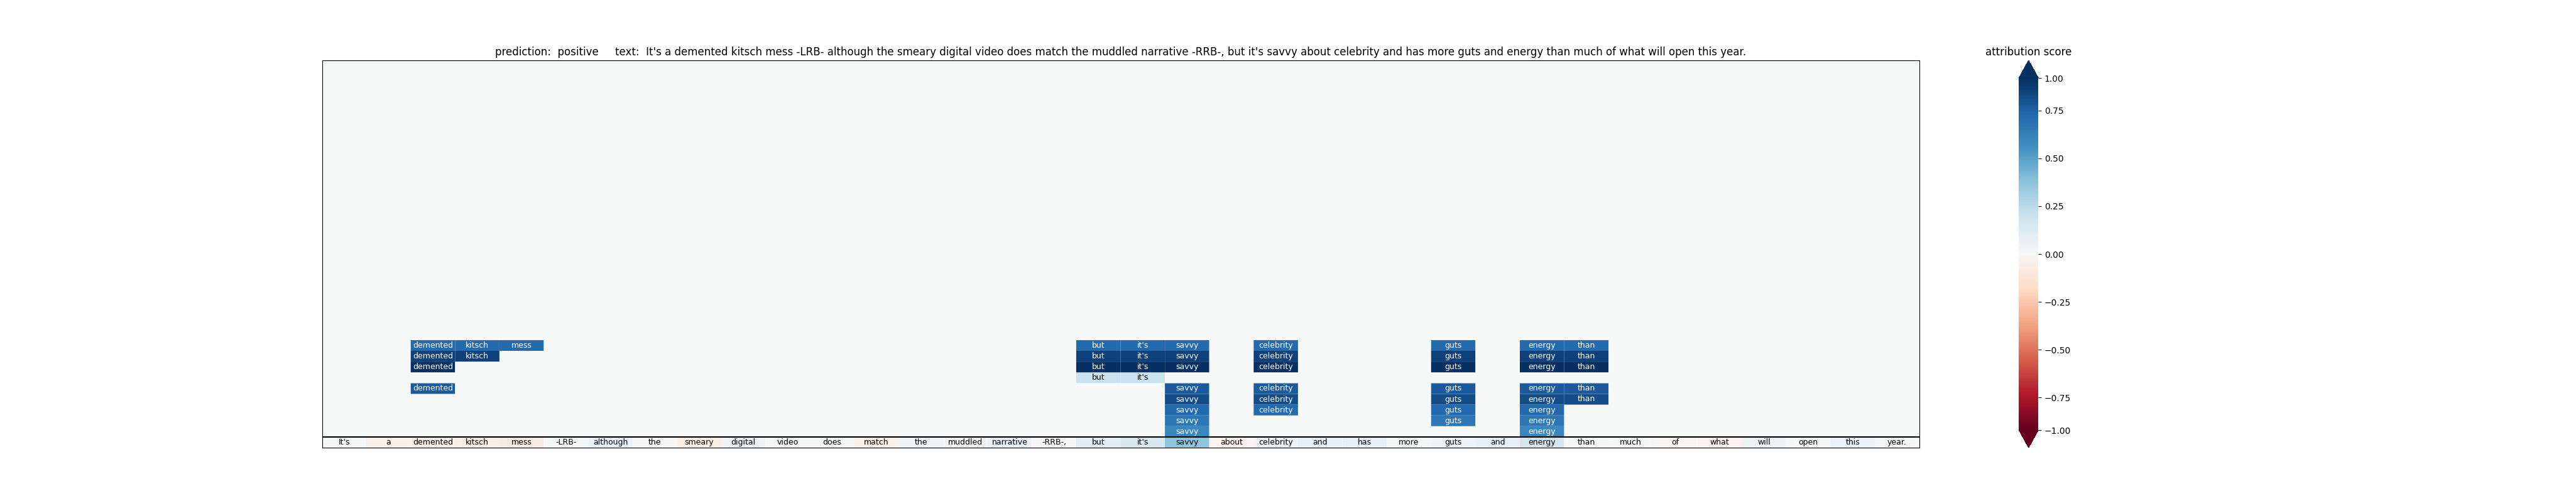 prediction: positive text: It's a demented kitsch mess -LRB- although the smeary digital video does match the muddled narrative -RRB-, but it's savvy about celebrity and has more guts and energy than much of what will open this year.
attribution score
1.00
0.75
0.50
0.25
0.00
−0.25
−0.50
−0.75
−1.00
demented kitsch mess but it's savvy celebrity guts energy than
demented kitsch but it's savvy celebrity guts energy than
demented but it's savvy celebrity guts energy than
but it's
demented savvy celebrity guts energy than
savvy celebrity guts energy than
savvy celebrity guts energy
savvy guts energy
savvy energy
It's a demented kitsch mess -LRB- although the smeary digital video does match the muddled narrative -RRB-, but it's savvy about celebrity and has more guts and energy than much of what will open this year.